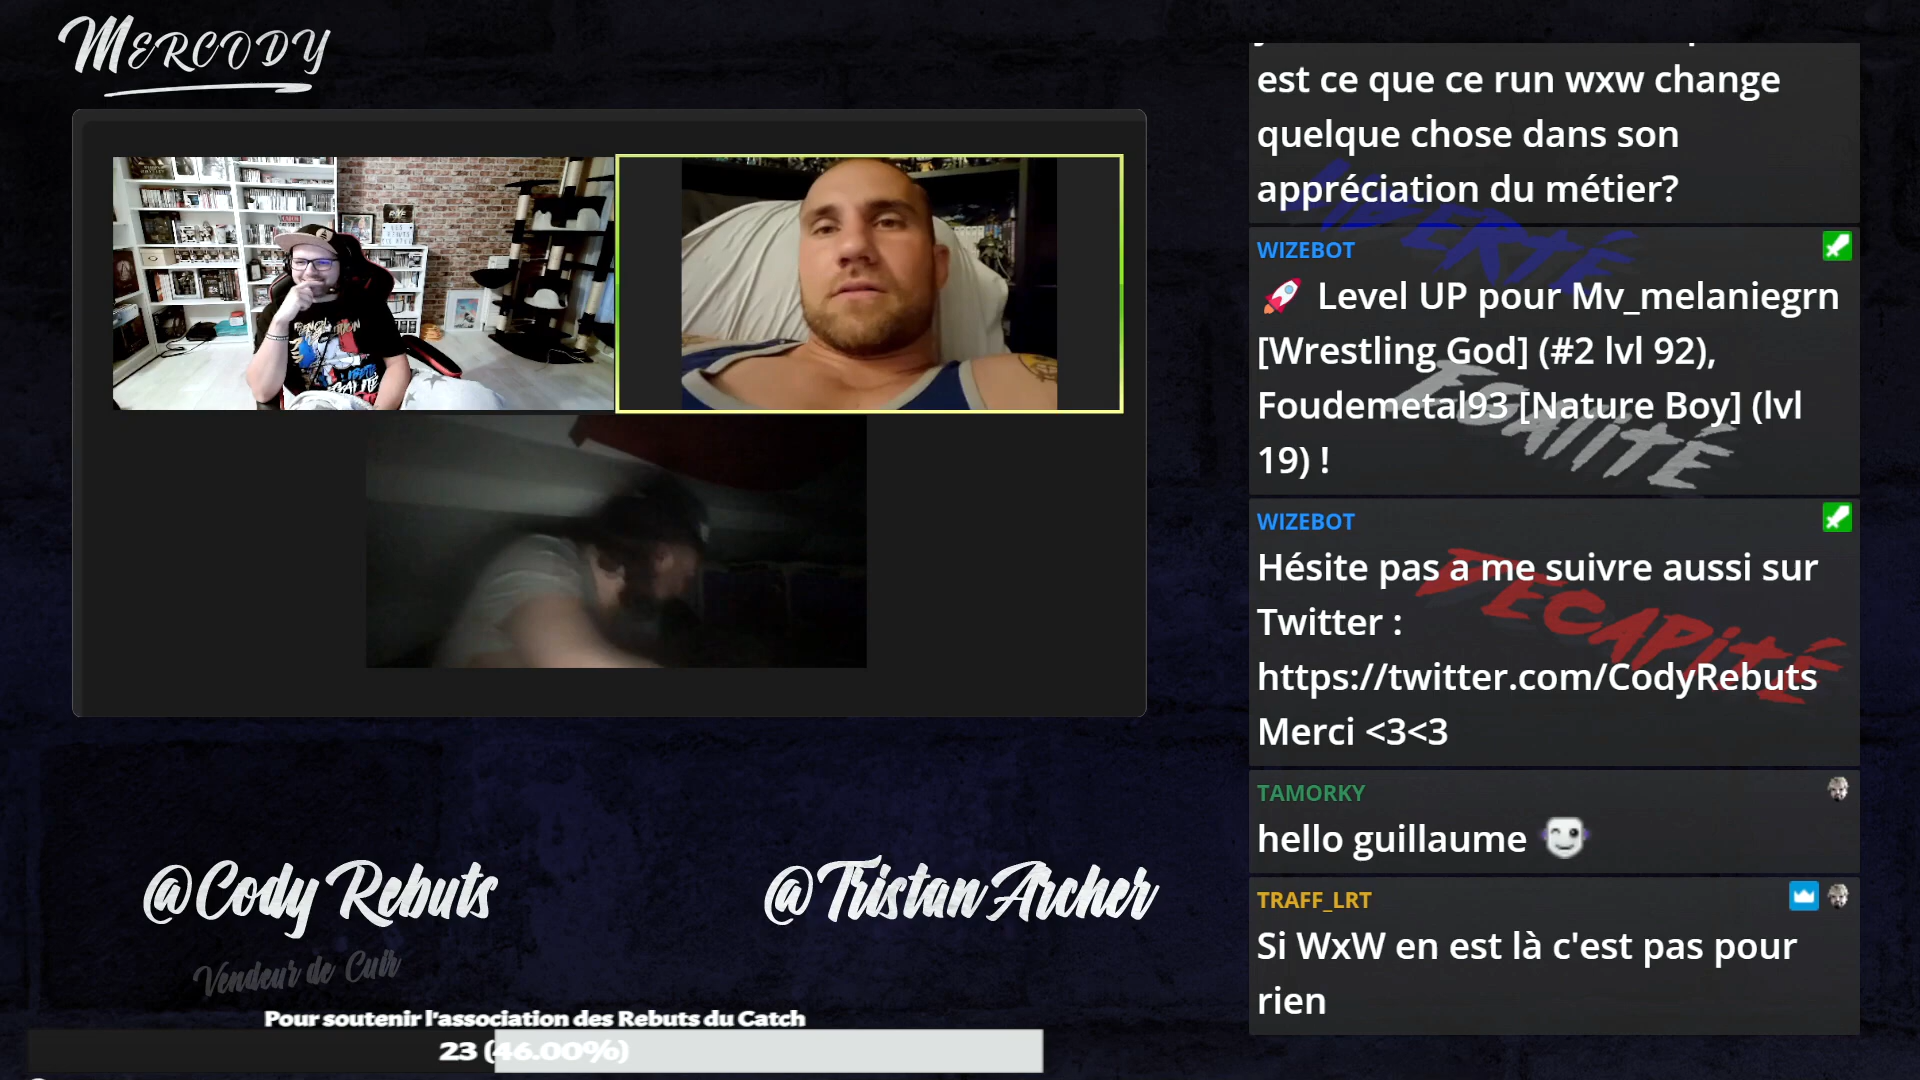 MERCODY
est ce que ce run wxw change
quelque chose dans son
appréciation du métier?
WIZEBOT
🚀 Level UP pour Mv_melaniegrn
[Wrestling God] (#2 lvl 92),
Foudemetal93 [Nature Boy] (lvl
19) !
WIZEBOT
Hésite pas a me suivre aussi sur
Twitter :
https://twitter.com/CodyRebuts
Merci <3<3
TAMORKY
hello guillaume
TRAFF_LRT
Si WxW en est là c'est pas pour
rien
LIBERTÉ
EGALITÉ
DECAPITÉ
@Cody Rebuts
@Tristan Archer
Vendeur de Cuir
Pour soutenir l'association des Rebuts du Catch
23 (46.00%)